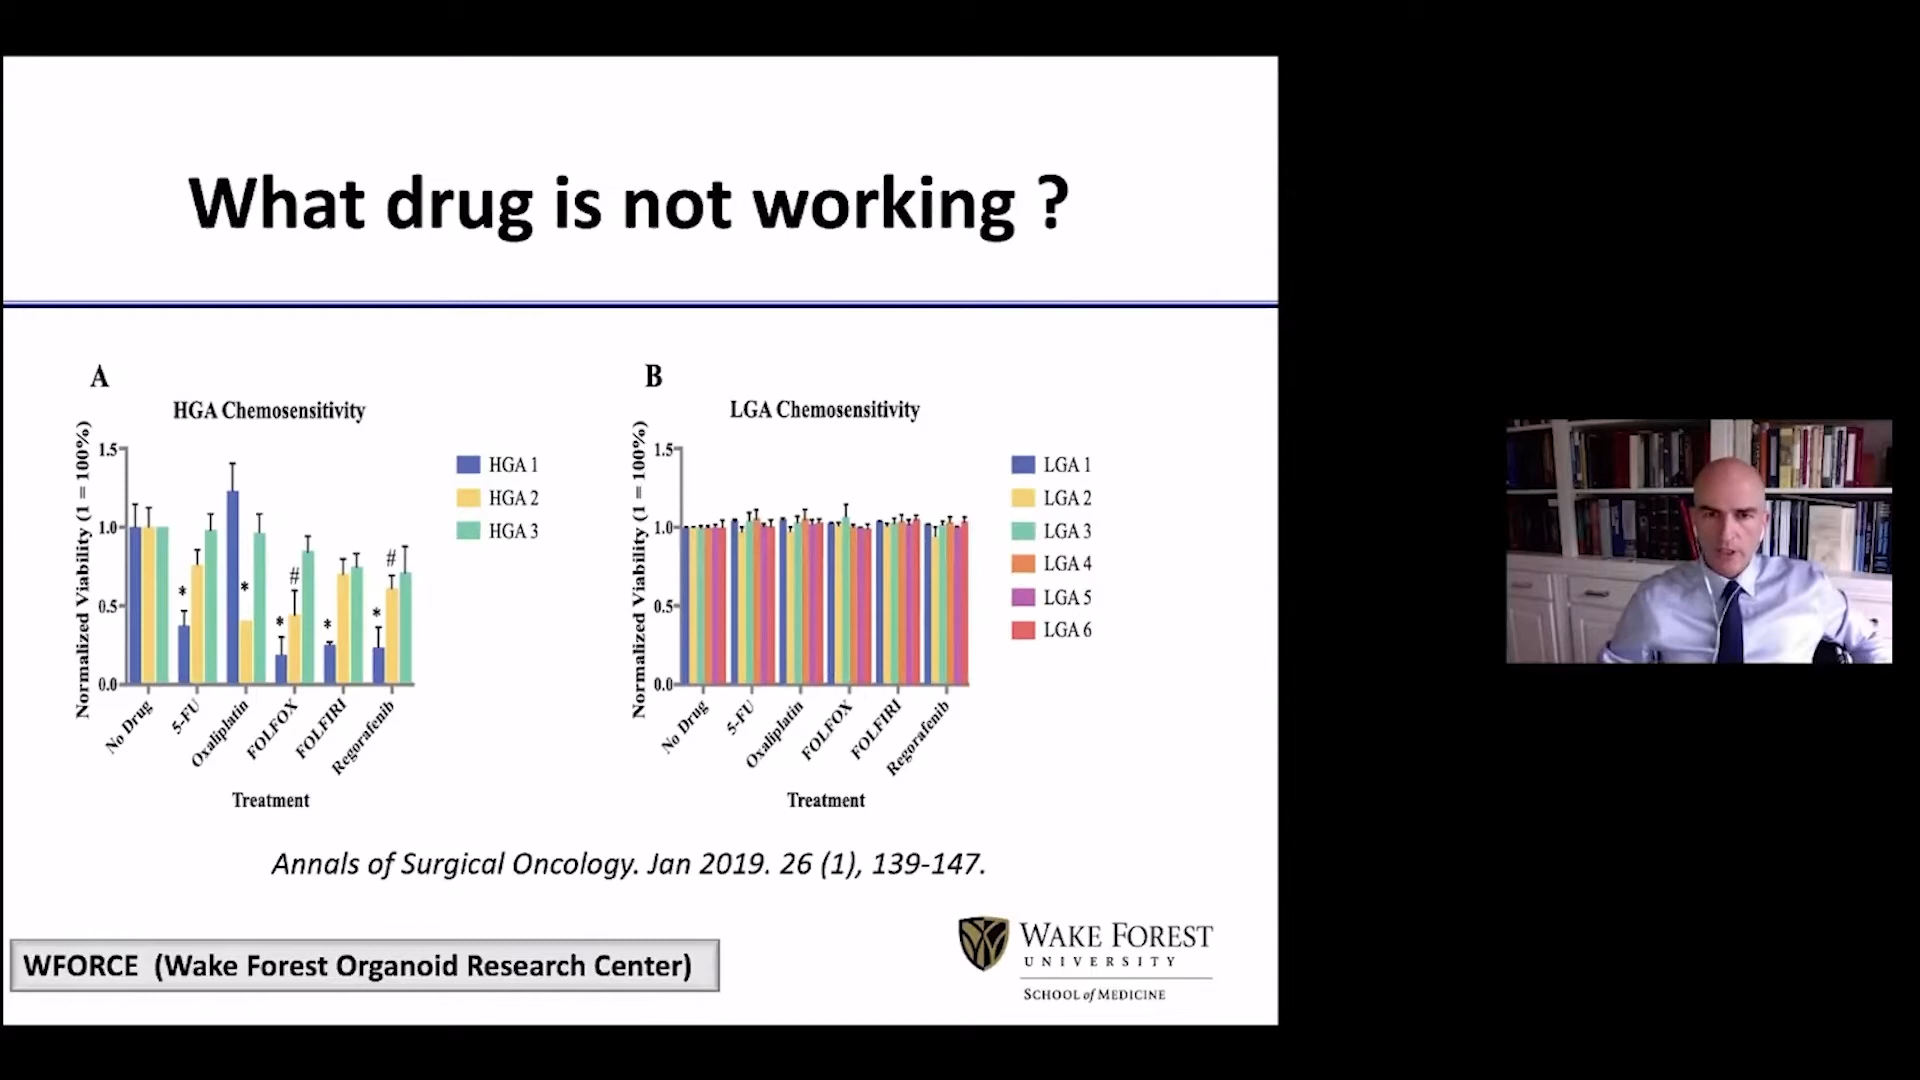 What drug is not working ?
A
HGA Chemosensitivity
Normalized Viability (1 = 100%)
1.5
1.0
0.5
0.0
*
*
#
*
*
#
*
No Drug
5-FU
Oxaliplatin
FOLFOX
FOLFIRI
Regorafenib
Treatment
HGA 1
HGA 2
HGA 3
B
LGA Chemosensitivity
Normalized Viability (1 = 100%)
1.5
1.0
0.5
0.0
No Drug
5-FU
Oxaliplatin
FOLFOX
FOLFIRI
Regorafenib
Treatment
LGA 1
LGA 2
LGA 3
LGA 4
LGA 5
LGA 6
Annals of Surgical Oncology. Jan 2019. 26 (1), 139-147.
WFORCE (Wake Forest Organoid Research Center)
WAKE FOREST
UNIVERSITY
SCHOOL of MEDICINE